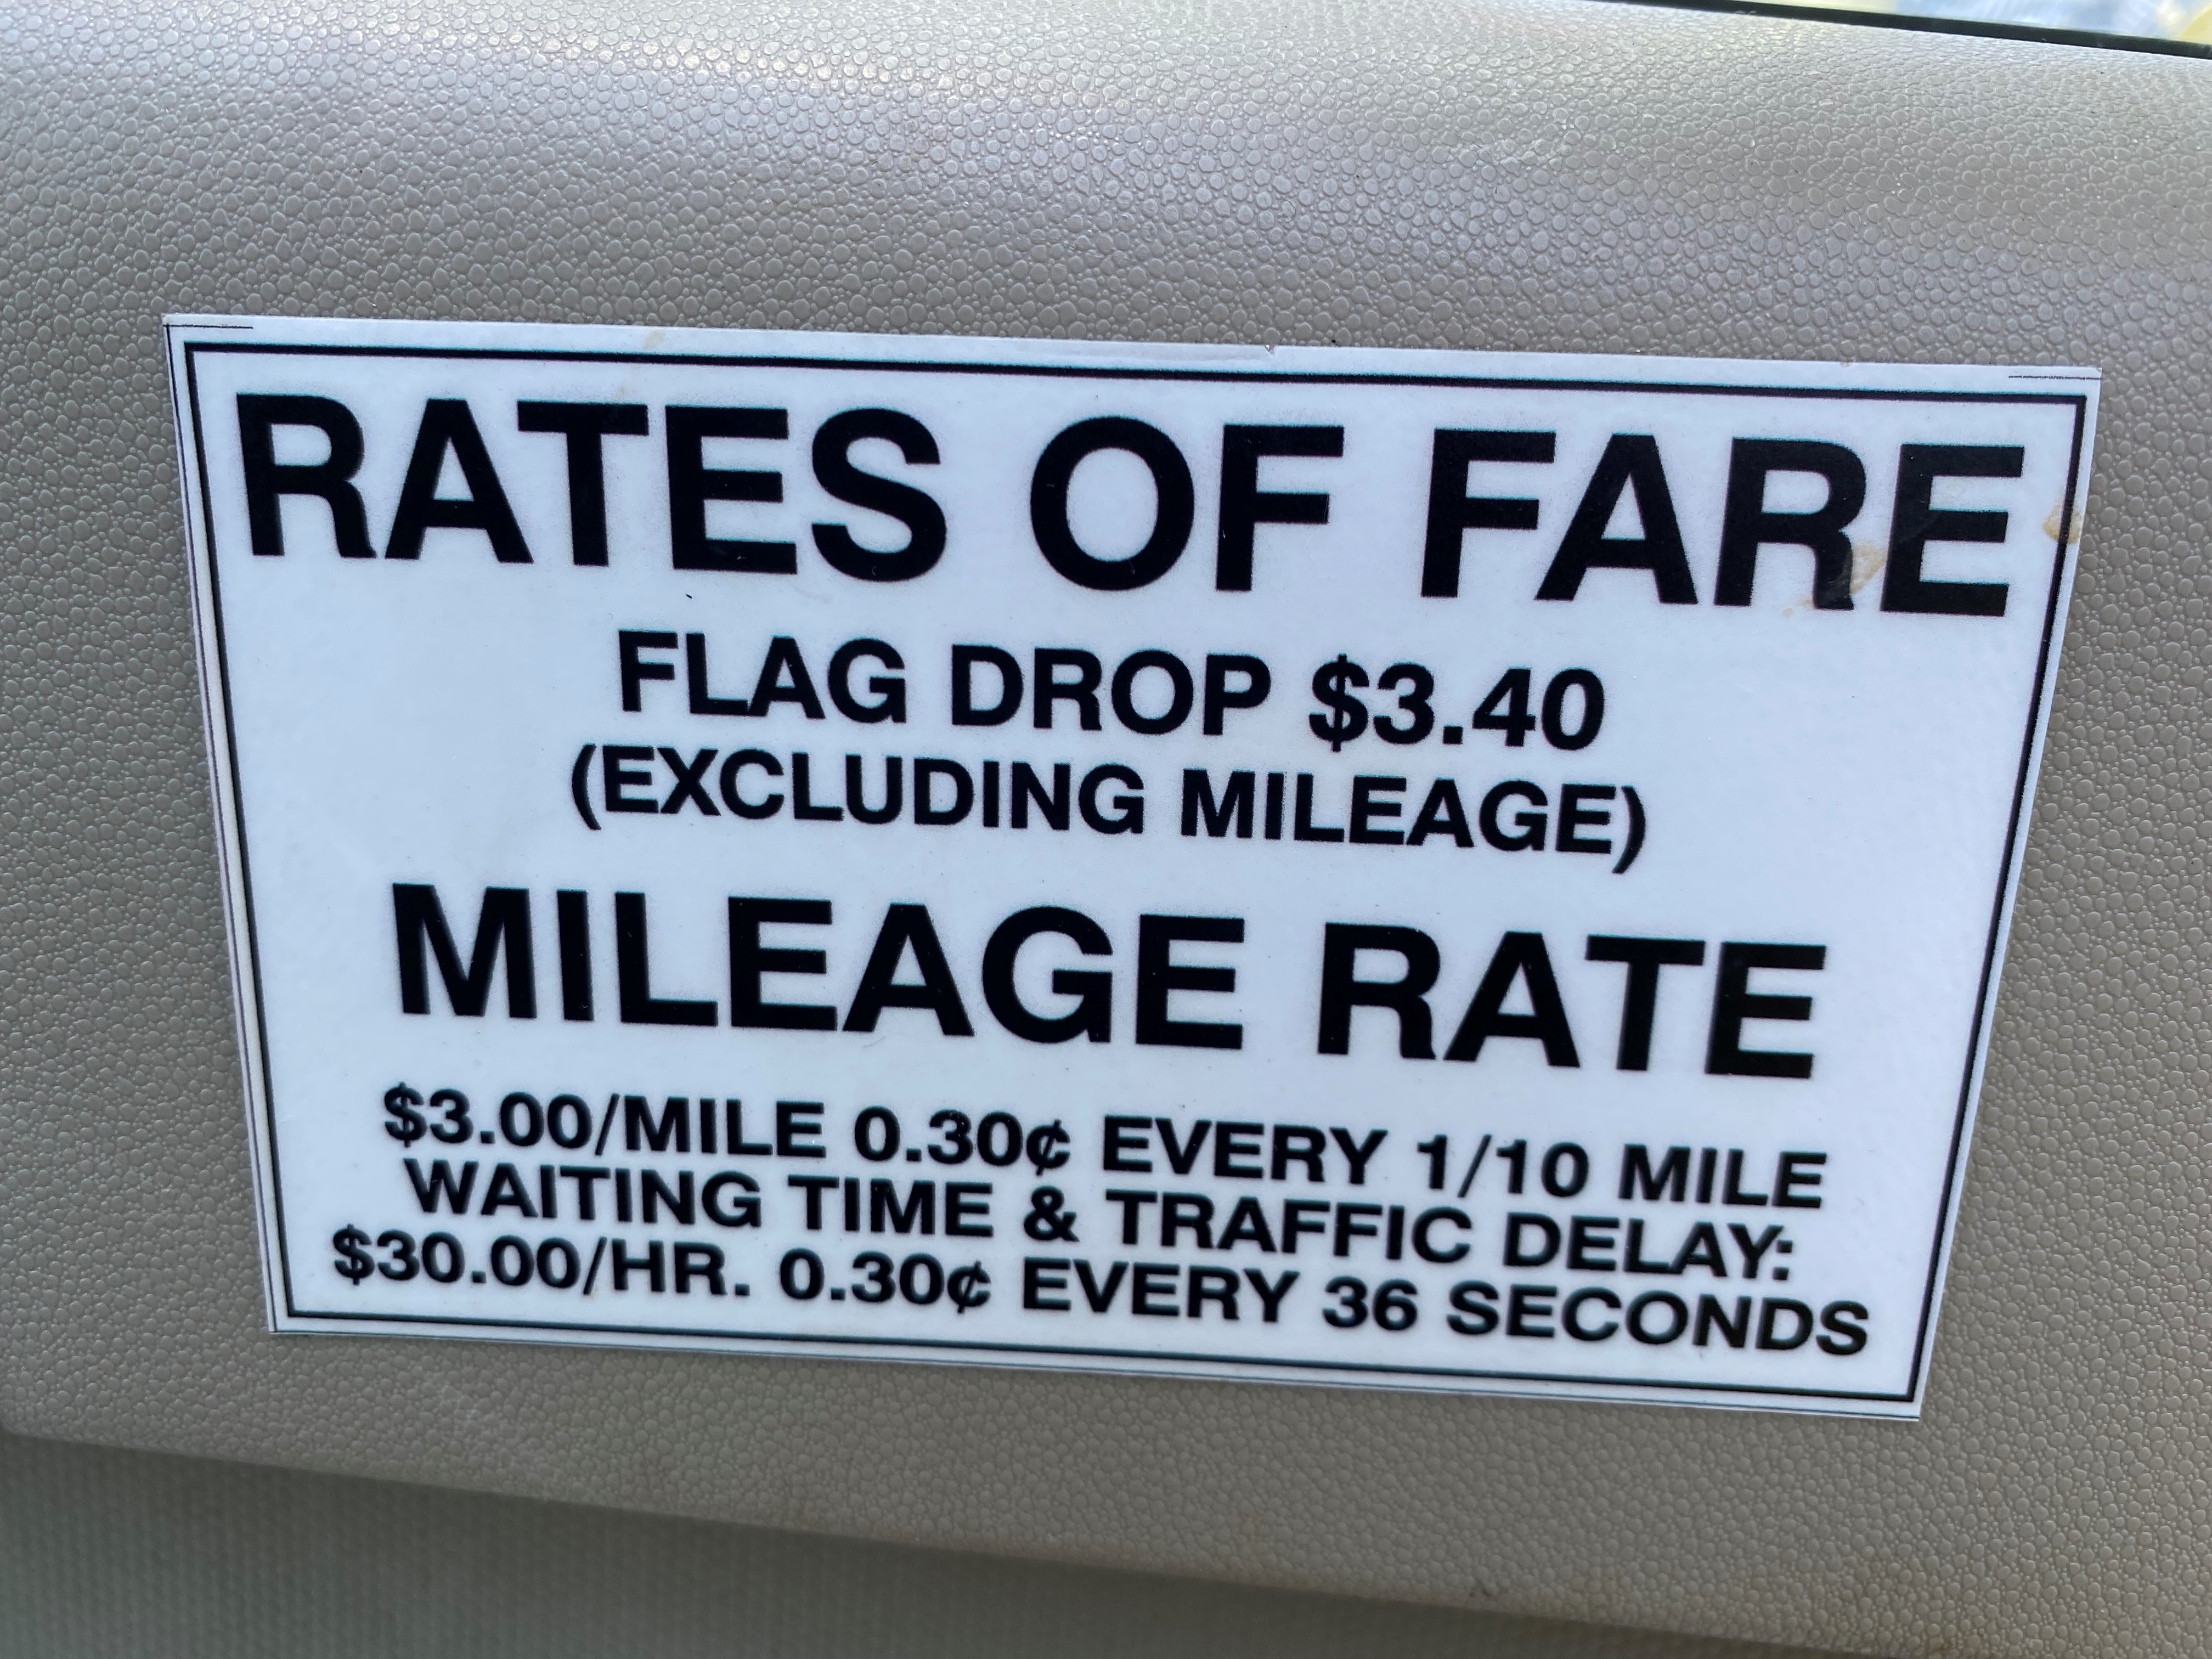 RATES OF FARE
FLAG DROP $3.40
(EXCLUDING MILEAGE)
MILEAGE RATE
$3.00/MILE 0.30¢ EVERY 1/10 MILE
WAITING TIME & TRAFFIC DELAY:
$30.00/HR. 0.30¢ EVERY 36 SECONDS